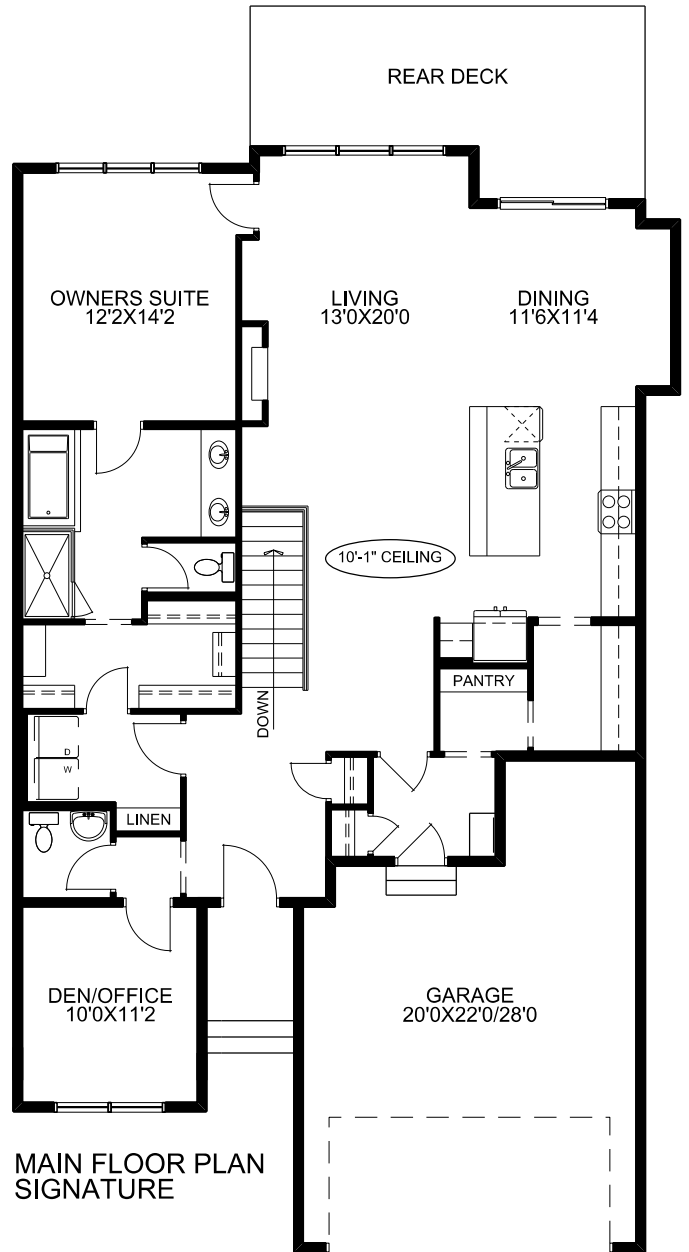 REAR DECK
OWNERS SUITE
12'2X14'2
LIVING
13'0X20'0
DINING
11'6X11'4
10'-1" CEILING
DOWN
PANTRY
D
W
LINEN
DEN/OFFICE
10'0X11'2
GARAGE
20'0X22'0/28'0
MAIN FLOOR PLAN
SIGNATURE